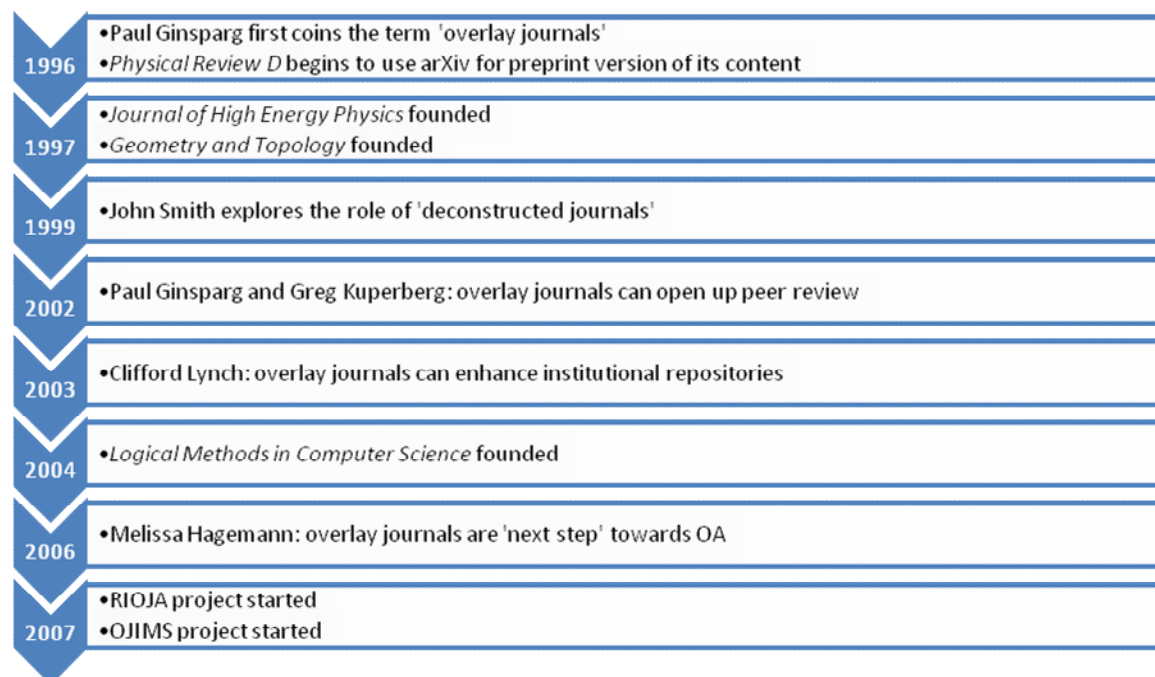 1996
•Paul Ginsparg first coins the term 'overlay journals'
•Physical Review D begins to use arXiv for preprint version of its content
1997
•Journal of High Energy Physics founded
•Geometry and Topology founded
1999
•John Smith explores the role of 'deconstructed journals'
2002
•Paul Ginsparg and Greg Kuperberg: overlay journals can open up peer review
2003
•Clifford Lynch: overlay journals can enhance institutional repositories
2004
•Logical Methods in Computer Science founded
2006
•Melissa Hagemann: overlay journals are 'next step' towards OA
2007
•RIOJA project started
•OJIMS project started